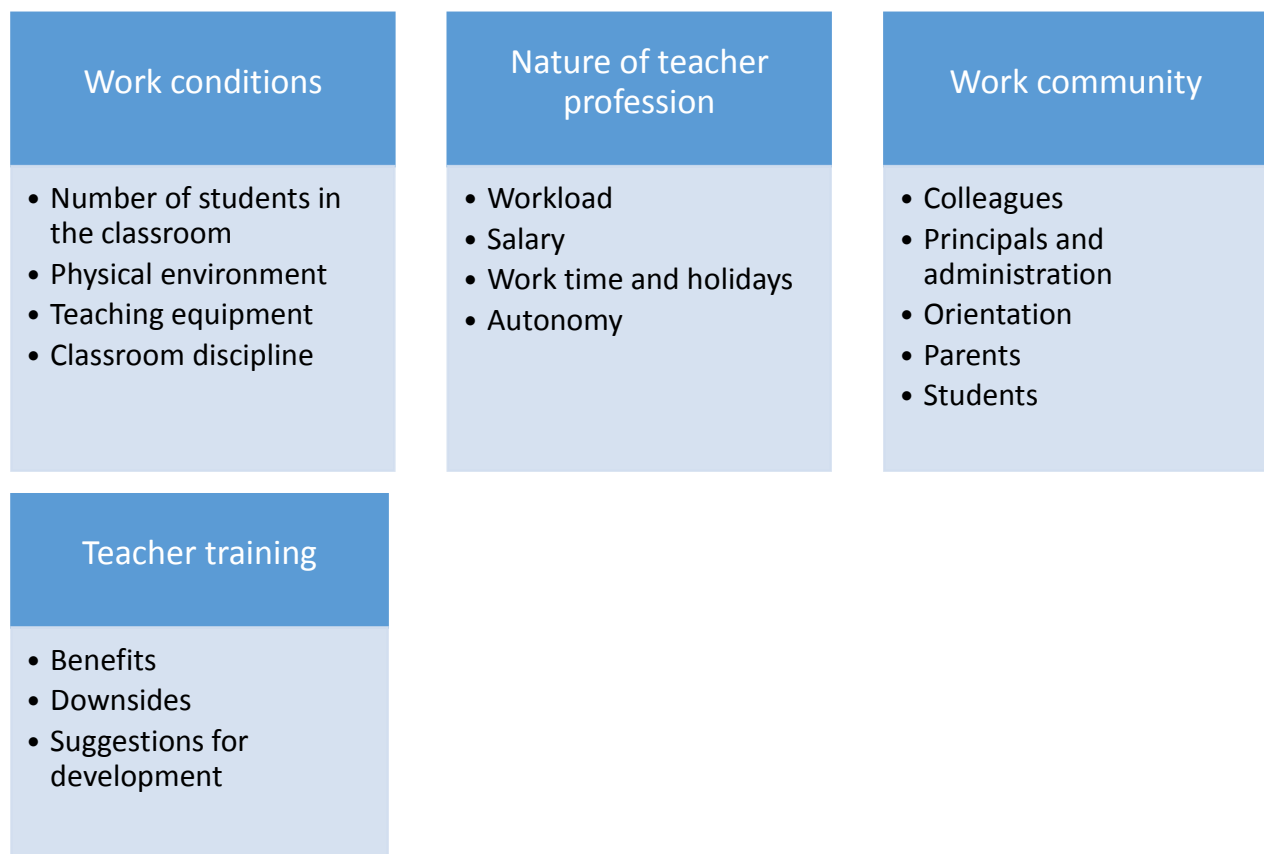 Work conditions
• Number of students in
the classroom
• Physical environment
• Teaching equipment
• Classroom discipline
Nature of teacher
profession
• Workload
• Salary
• Work time and holidays
• Autonomy
Work community
• Colleagues
• Principals and
administration
• Orientation
• Parents
• Students
Teacher training
• Benefits
• Downsides
• Suggestions for
development